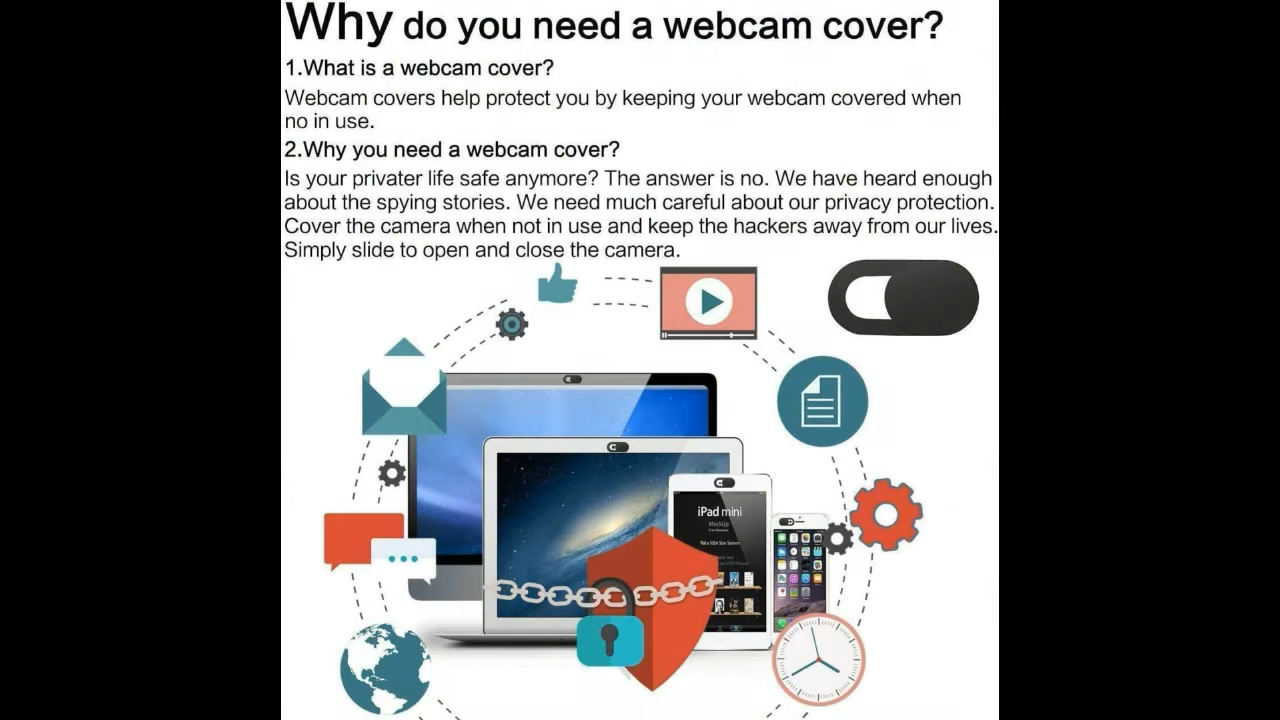 Why do you need a webcam cover?
1.What is a webcam cover?
Webcam covers help protect you by keeping your webcam covered when
no in use.
2.Why you need a webcam cover?
Is your privater life safe anymore? The answer is no. We have heard enough
about the spying stories. We need much careful about our privacy protection.
Cover the camera when not in use and keep the hackers away from our lives.
Simply slide to open and close the camera.
iPad mini
MockUp